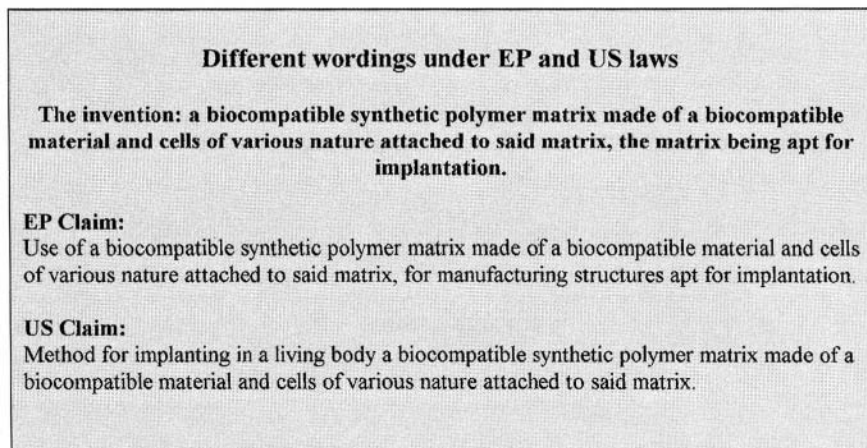 Different wordings under EP and US laws
The invention: a biocompatible synthetic polymer matrix made of a biocompatible
material and cells of various nature attached to said matrix, the matrix being apt for
implantation.
EP Claim:
Use of a biocompatible synthetic polymer matrix made of a biocompatible material and cells
of various nature attached to said matrix, for manufacturing structures apt for implantation.
US Claim:
Method for implanting in a living body a biocompatible synthetic polymer matrix made of a
biocompatible material and cells of various nature attached to said matrix.